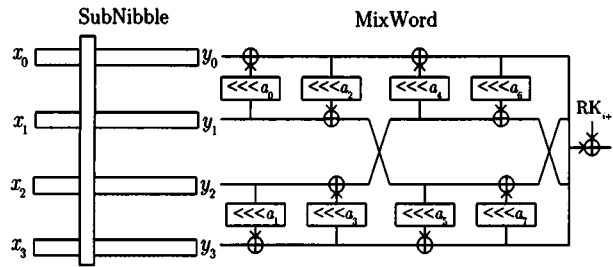 SubNibble MixWord
x₀ y₀
<<<a₀ <<<a₂ <<<a₄ <<<a₆
RKᵢ₊
x₁ y₁
x₂ y₂
<<<a₁ <<<a₃ <<<a₅ <<<a₇
x₃ y₃